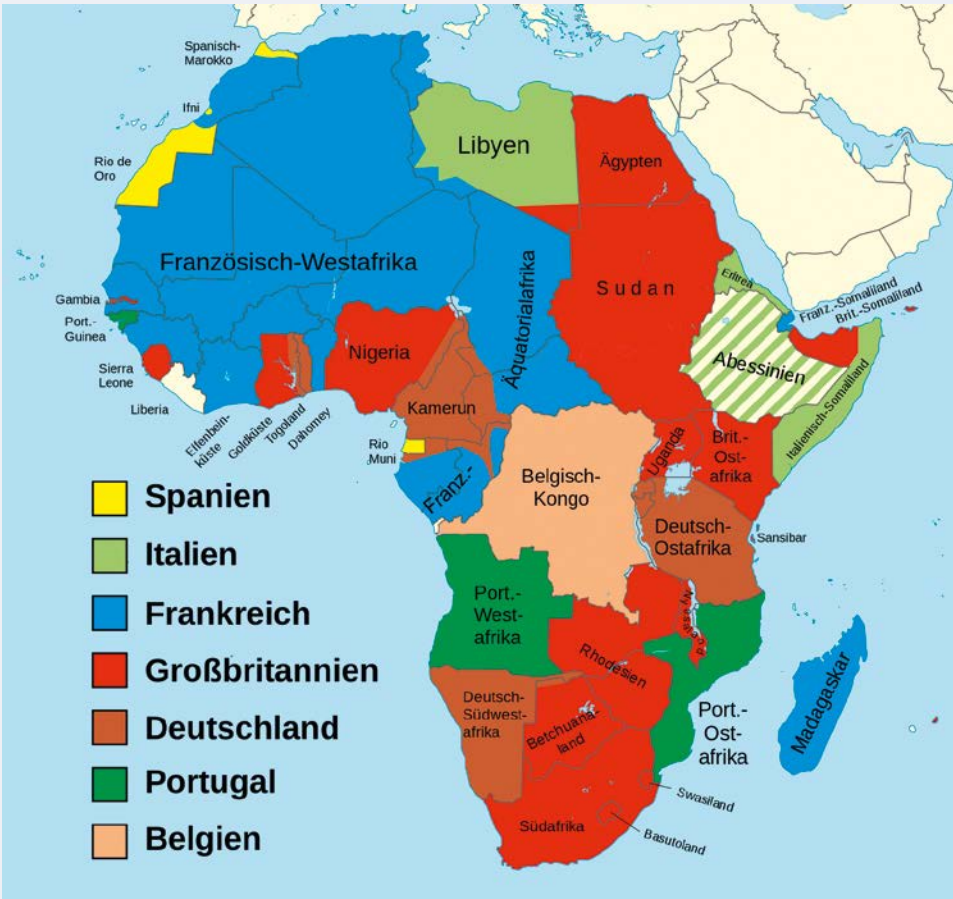 Spanisch-
Marokko
Ifni
Rio de
Oro
Libyen
Ägypten
Französisch-Westafrika
Äquatorialafrika
Sudan
Eritrea
Franz.-Somaliland
Brit.-Somaliland
Gambia
Port.-
Guinea
Sierra
Leone
Liberia
Elfenbein-
küste
Goldküste
Togoland
Dahomey
Nigeria
Kamerun
Rio
Muni
Abessinien
Italienisch-Somaliland
Franz.-
Belgisch-
Kongo
Uganda
Brit.-
Ost-
afrika
Deutsch-
Ostafrika
Sansibar
Port.-
West-
afrika
Rhodesien
Deutsch-
Südwest-
afrika
Betchuana-
land
Port.-
Ost-
afrika
Madagaskar
Swasiland
Südafrika
Basutoland
Spanien
Italien
Frankreich
Großbritannien
Deutschland
Portugal
Belgien